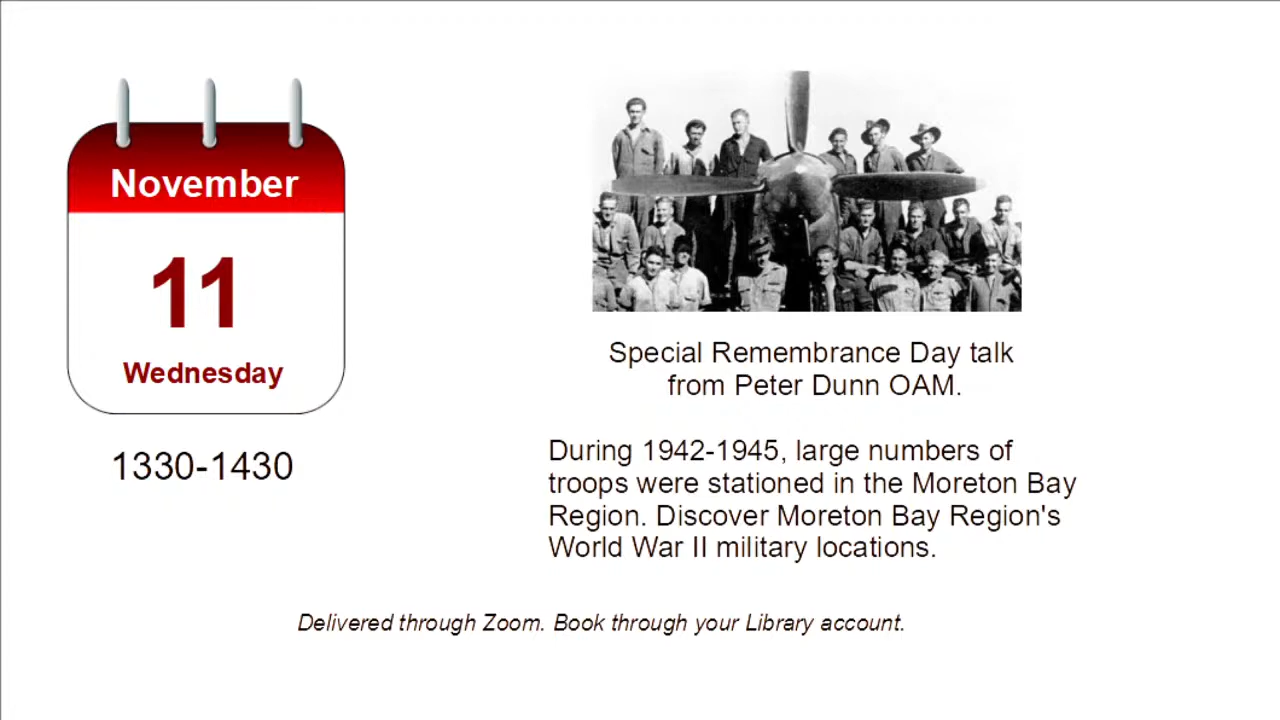 November
11
Wednesday
1330-1430
Special Remembrance Day talk
from Peter Dunn OAM.
During 1942-1945, large numbers of
troops were stationed in the Moreton Bay
Region. Discover Moreton Bay Region's
World War II military locations.
Delivered through Zoom. Book through your Library account.